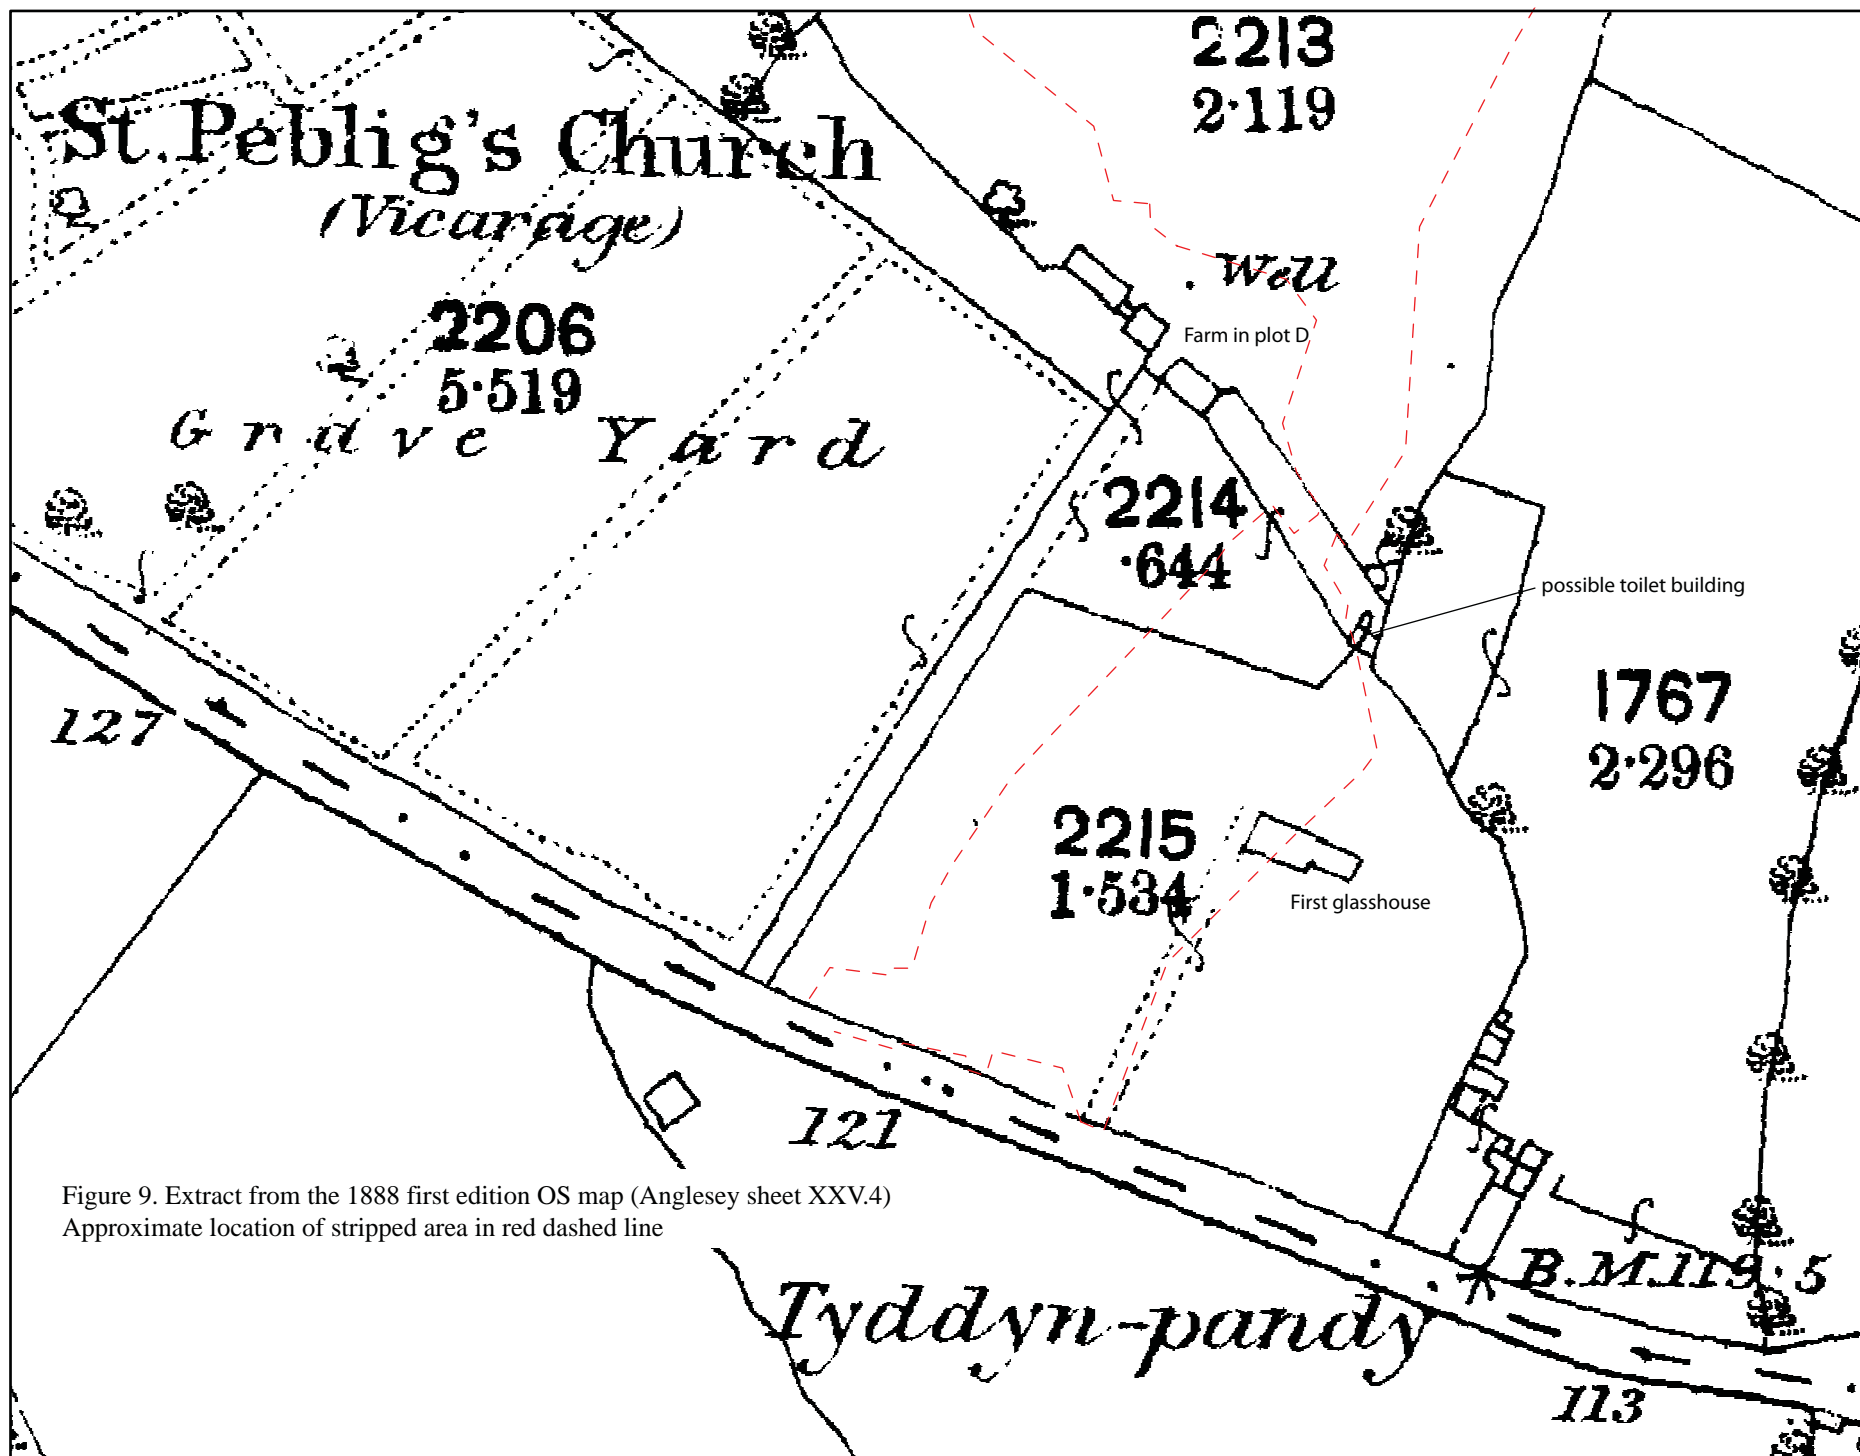 2213
2·119
St. Peblig's Church
(Vicarage)
. Well
Farm in plot D
2206
5·519
Grave Yard
2214
·644
possible toilet building
1767
2·296
127
2215
1·534
First glasshouse
121
Figure 9. Extract from the 1888 first edition OS map (Anglesey sheet XXV.4)
Approximate location of stripped area in red dashed line
B.M.119·5
Tyddyn-pandy
113